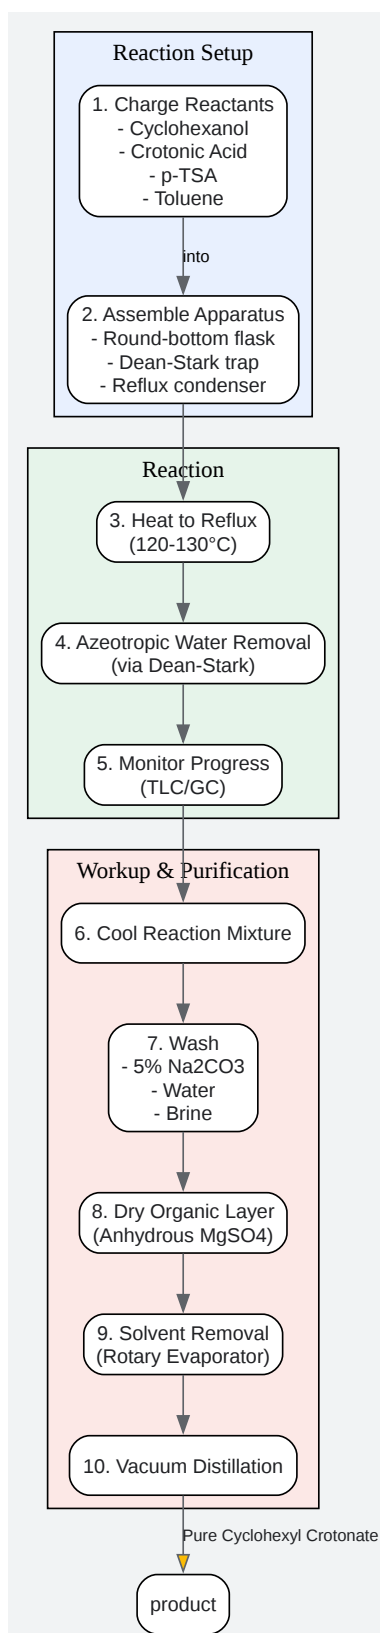 Reaction Setup
1. Charge Reactants
- Cyclohexanol
- Crotonic Acid
- p-TSA
- Toluene
into
2. Assemble Apparatus
- Round-bottom flask
- Dean-Stark trap
- Reflux condenser
Reaction
3. Heat to Reflux
(120-130°C)
4. Azeotropic Water Removal
(via Dean-Stark)
5. Monitor Progress
(TLC/GC)
Workup & Purification
6. Cool Reaction Mixture
7. Wash
- 5% Na2CO3
- Water
- Brine
8. Dry Organic Layer
(Anhydrous MgSO4)
9. Solvent Removal
(Rotary Evaporator)
10. Vacuum Distillation
Pure Cyclohexyl Crotonate
product